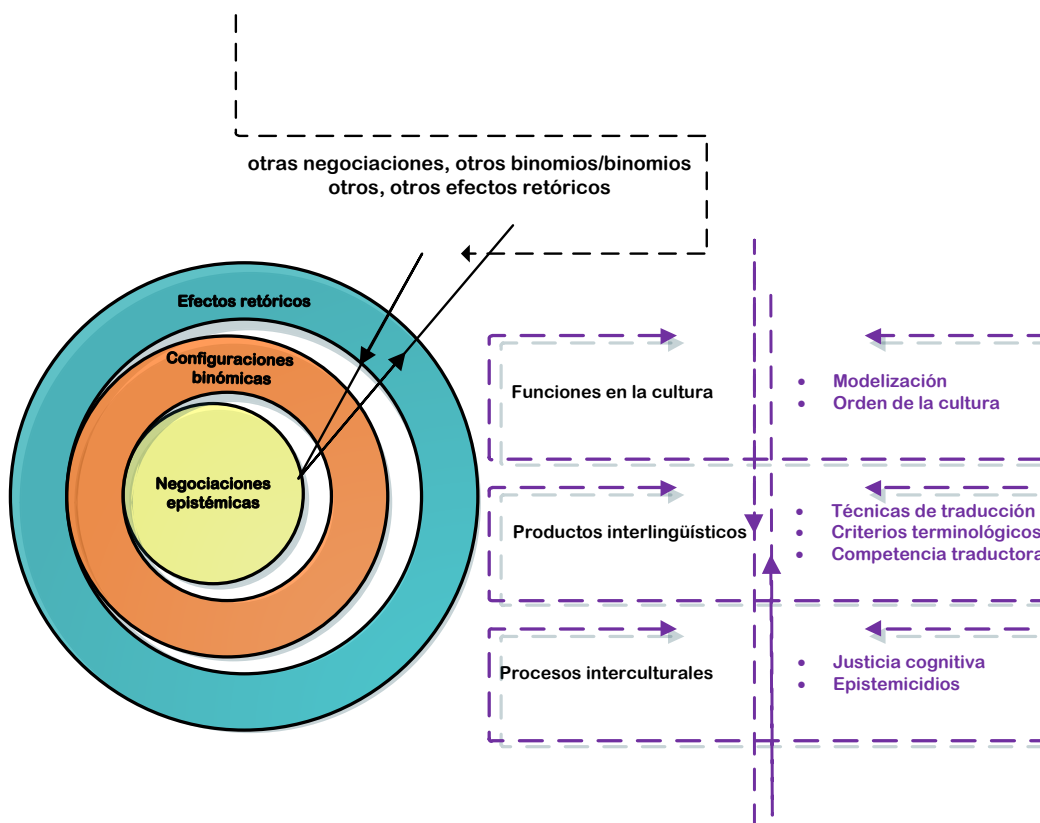 otras negociaciones, otros binomios/binomios
otros, otros efectos retóricos
Efectos retóricos
Configuraciones
binómicas
Negociaciones
epistémicas
Funciones en la cultura
• Modelización
• Orden de la cultura
Productos interlingüísticos
• Técnicas de traducción
• Criterios terminológicos
• Competencia traductora
Procesos interculturales
• Justicia cognitiva
• Epistemicidios